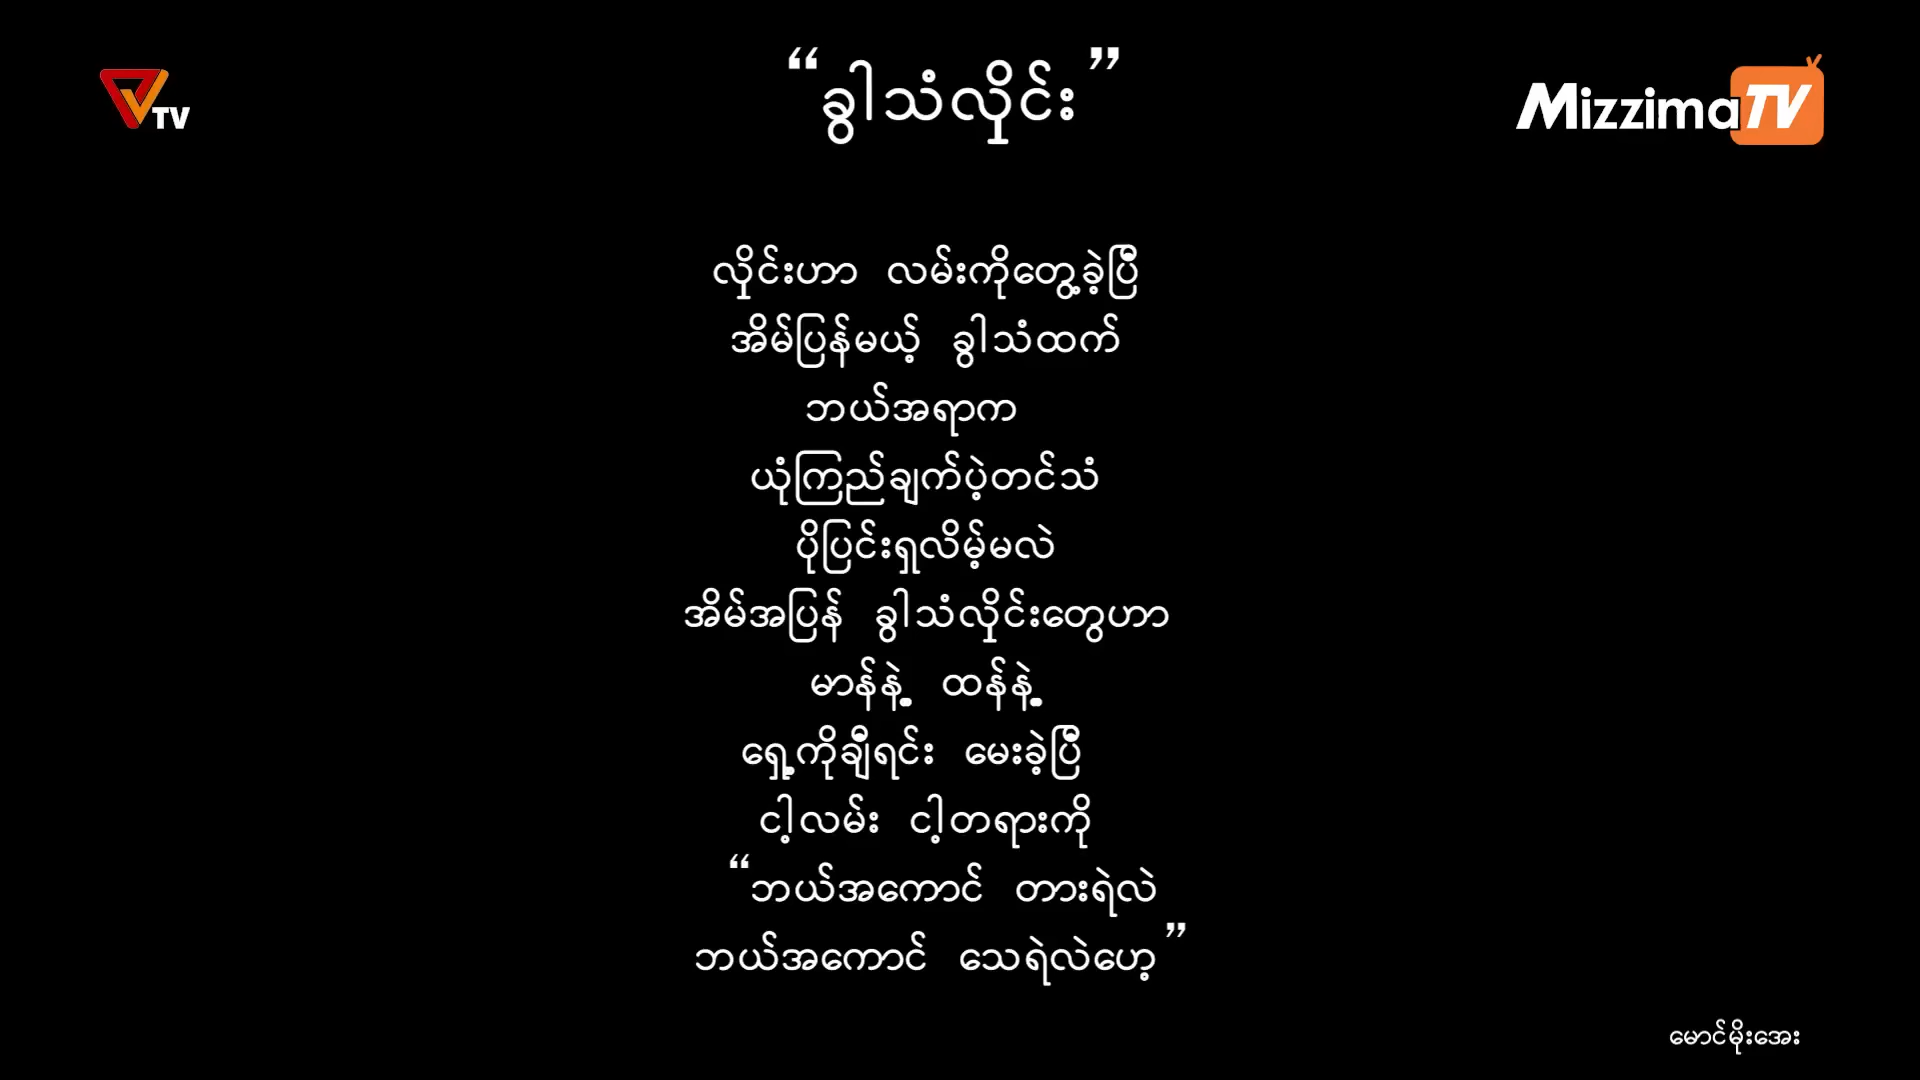 “ခွါသံလှိုင်း”
TV
MizzimaTV
လှိုင်းဟာ လမ်းကိုတွေ့ခဲ့ပြီ
အိမ်ပြန်မယ့် ခွါသံထက်
ဘယ်အရာက
ယုံကြည်ချက်ပဲ့တင်သံ
ပိုပြင်းရှလိမ့်မလဲ
အိမ်အပြန် ခွါသံလှိုင်းတွေဟာ
မာန်နဲ့ ထန်နဲ့
ရှေ့ကိုချီရင်း မေးခဲ့ပြီ
ငါ့လမ်း ငါ့တရားကို
“ဘယ်အကောင် တားရဲလဲ
ဘယ်အကောင် သေရဲလဲဟေ့”
မောင်မိုးအေး